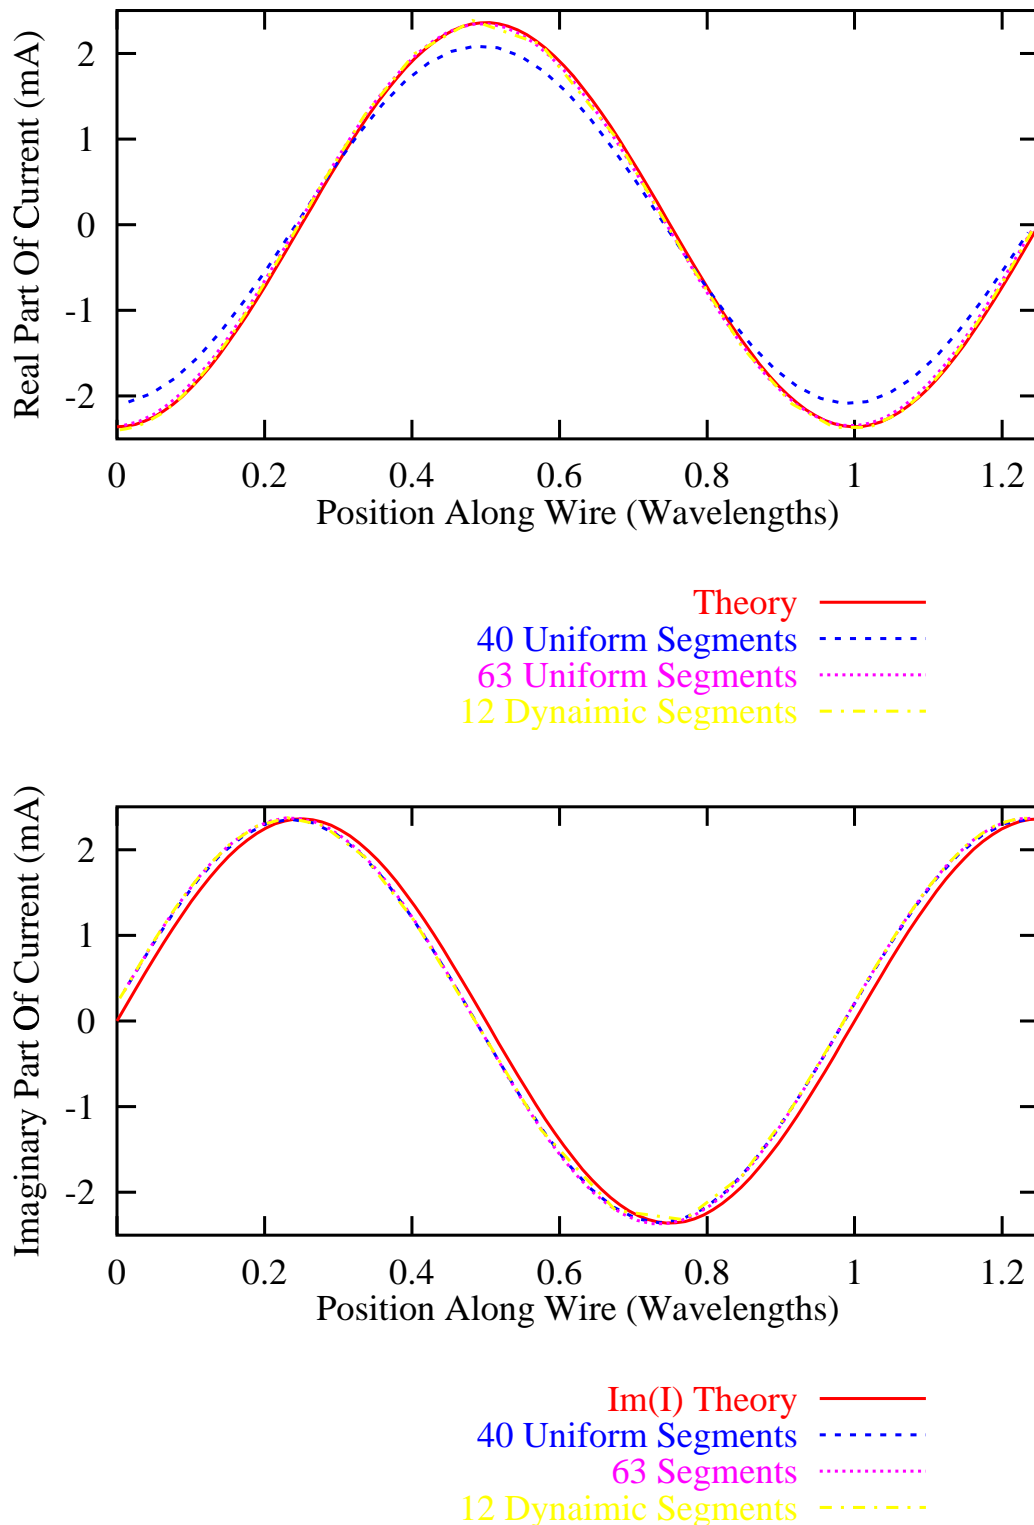 Real Part Of Current (mA)
2
1
0
-1
-2
0 0.2 0.4 0.6 0.8 1 1.2
Position Along Wire (Wavelengths)
Theory
40 Uniform Segments
63 Uniform Segments
12 Dynaimic Segments
Imaginary Part Of Current (mA)
2
1
0
-1
-2
0 0.2 0.4 0.6 0.8 1 1.2
Position Along Wire (Wavelengths)
Im(I) Theory
40 Uniform Segments
63 Segments
12 Dynaimic Segments